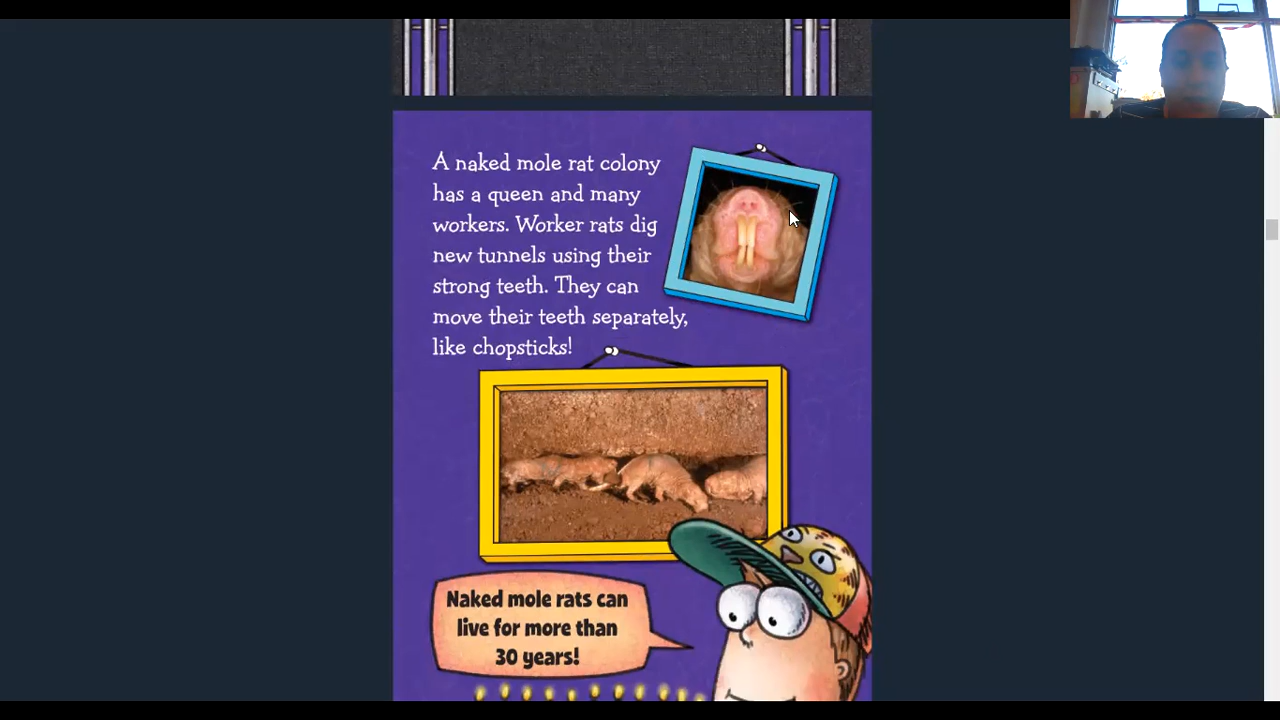 A naked mole rat colony
has a queen and many
workers. Worker rats dig
new tunnels using their
strong teeth. They can
move their teeth separately,
like chopsticks!
Naked mole rats can
live for more than
30 years!